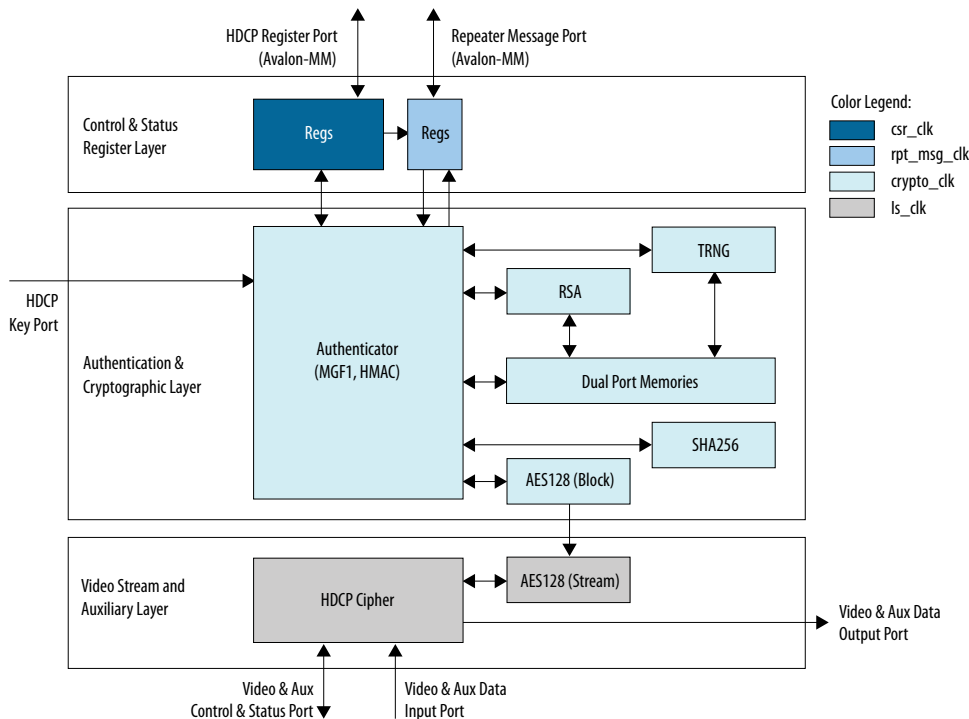 HDCP Register Port
(Avalon-MM)
Repeater Message Port
(Avalon-MM)
Control & Status
Register Layer
Regs
Regs
Color Legend:
csr_clk
rpt_msg_clk
crypto_clk
ls_clk
HDCP
Key Port
Authentication &
Cryptographic Layer
Authenticator
(MGF1, HMAC)
TRNG
RSA
Dual Port Memories
SHA256
AES128 (Block)
Video Stream and
Auxiliary Layer
HDCP Cipher
AES128 (Stream)
Video & Aux Data
Output Port
Video & Aux
Control & Status Port
Video & Aux Data
Input Port